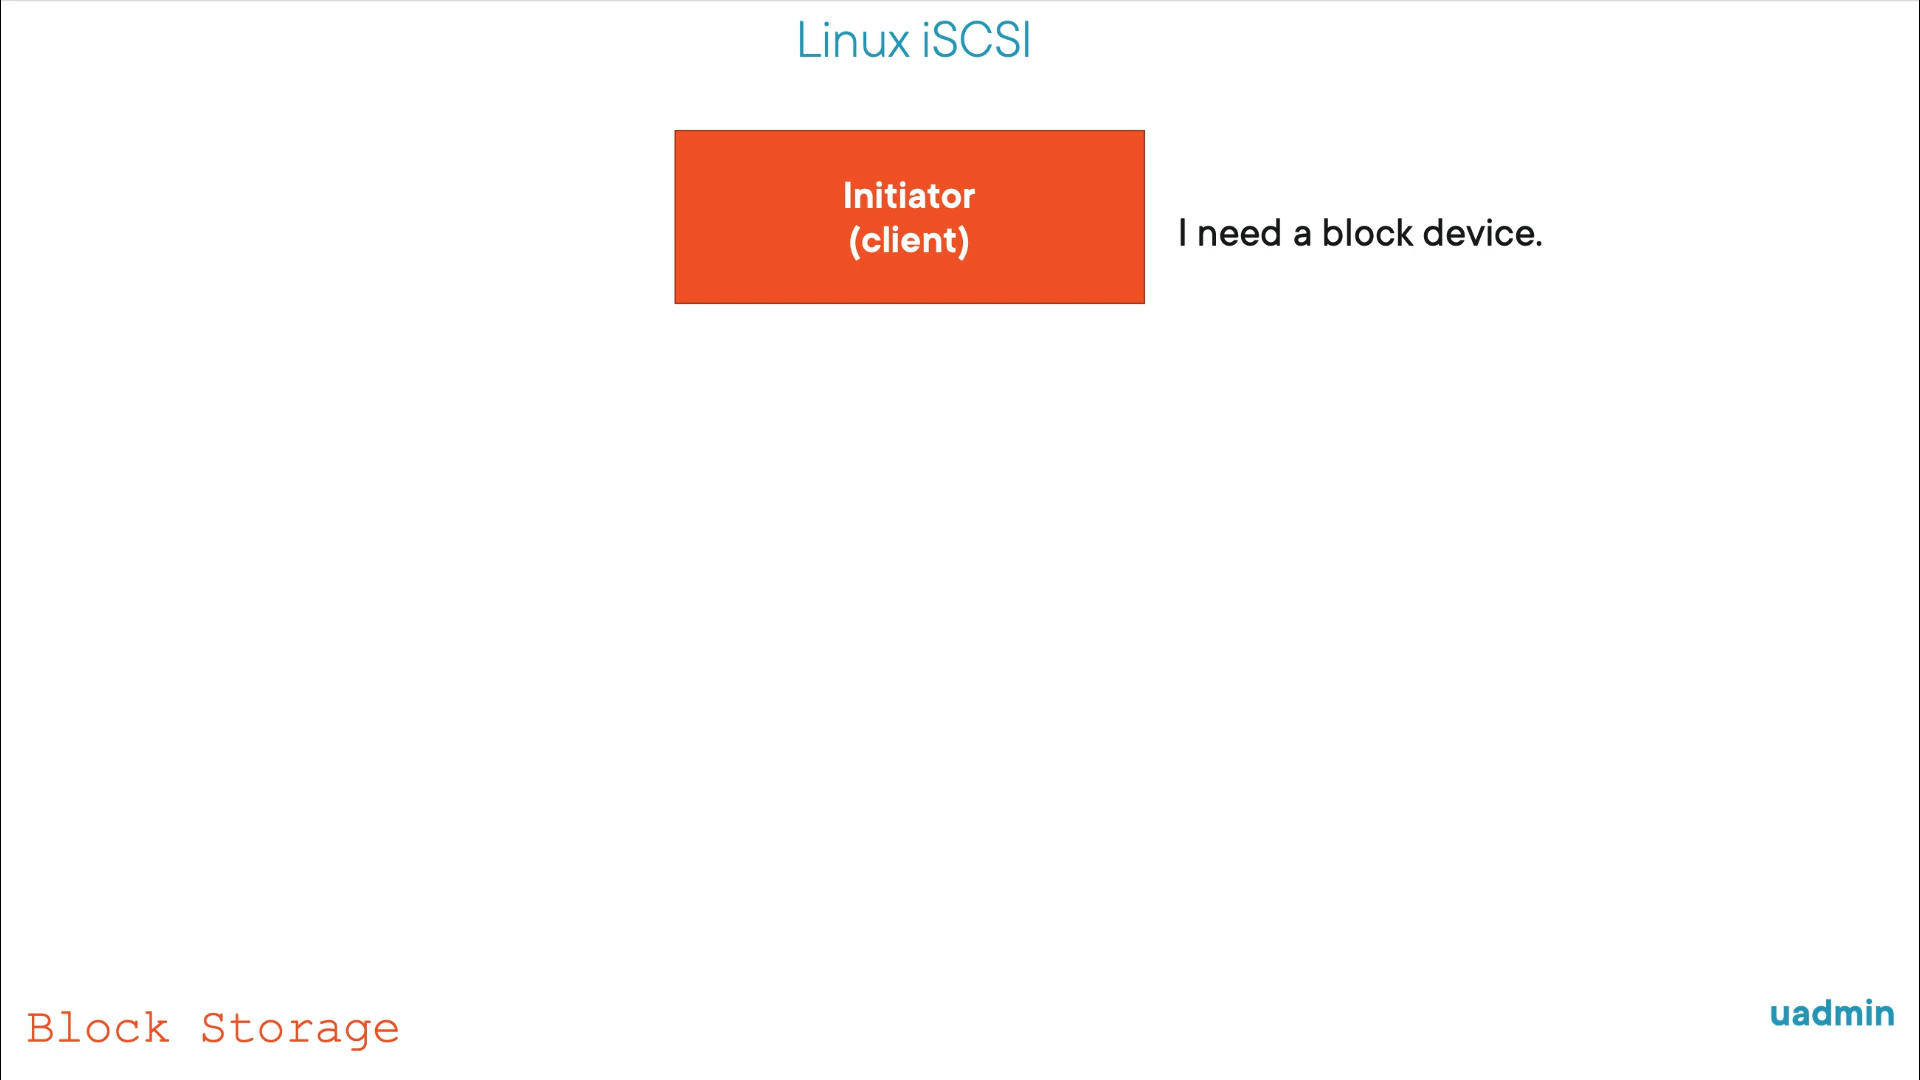 Linux iSCSI
Initiator
(client)
I need a block device.
Block Storage
uadmin